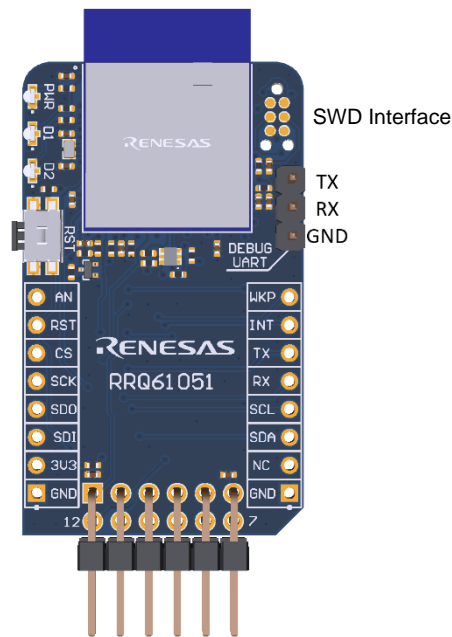 PWR
D1
D2
RST
RENESAS
SWD Interface
TX
RX
GND
DEBUG
UART
AN
RST
CS
SCK
SDO
SDI
3V3
GND
RENESAS
RRQ61051
WKP
INT
TX
RX
SCL
SDA
NC
GND
12
7